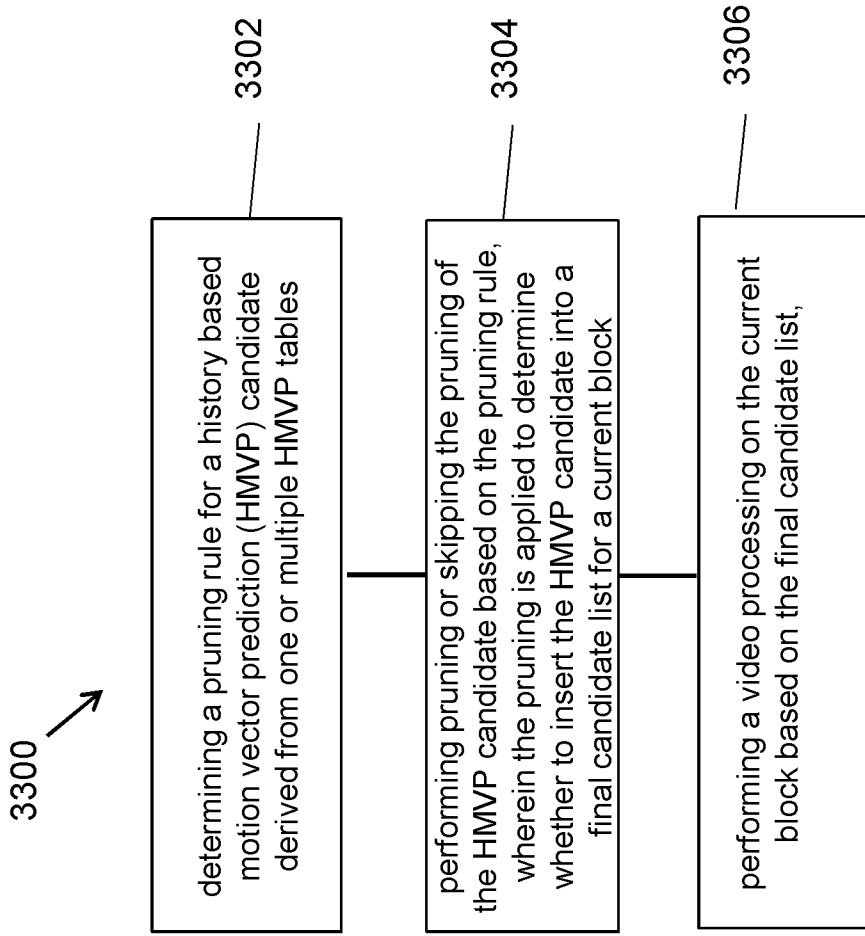 3300
determining a pruning rule for a history based
motion vector prediction (HMVP) candidate
derived from one or multiple HMVP tables
3302
performing pruning or skipping the pruning of
the HMVP candidate based on the pruning rule,
wherein the pruning is applied to determine
whether to insert the HMVP candidate into a
final candidate list for a current block
3304
performing a video processing on the current
block based on the final candidate list,
3306